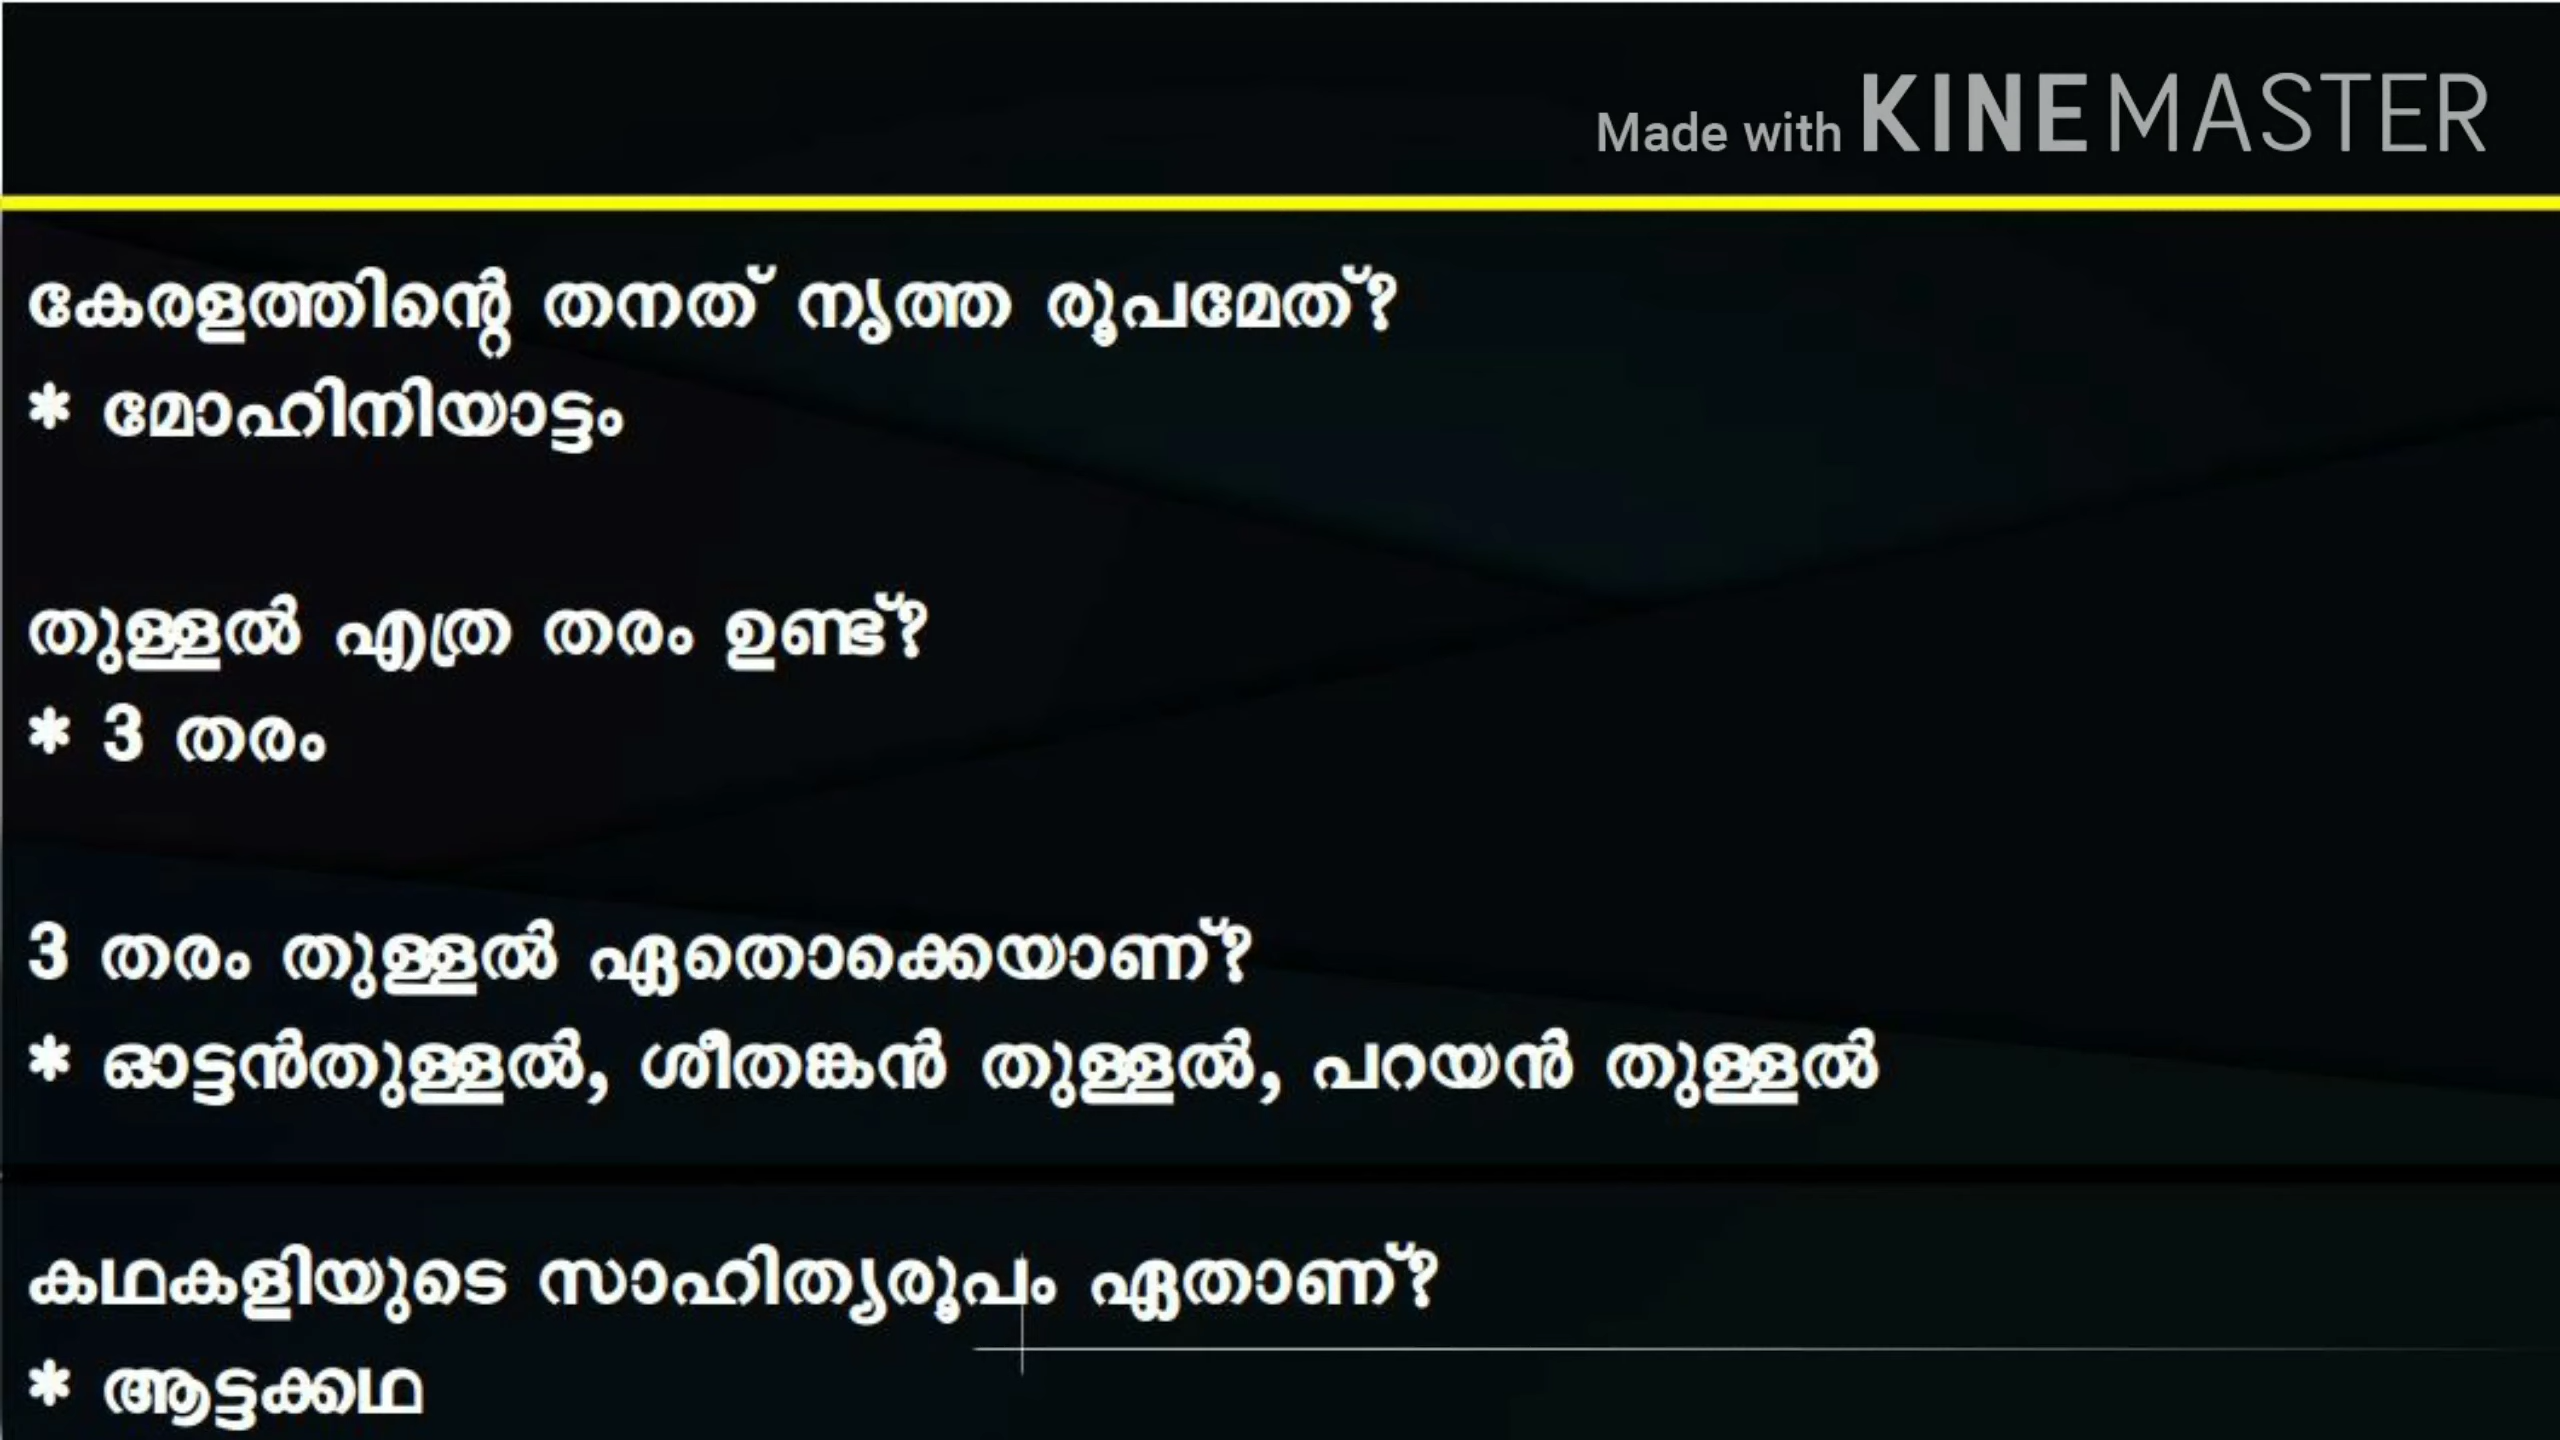 Made with KINEMASTER
കേരളത്തിന്റെ തനത് നൃത്ത രൂപമേത്?
* മോഹിനിയാട്ടം
തുള്ളൽ എത്ര തരം ഉണ്ട്?
* 3 തരം
3 തരം തുള്ളൽ ഏതൊക്കെയാണ്?
* ഓട്ടൻതുള്ളൽ, ശീതങ്കൻ തുള്ളൽ, പറയൻ തുള്ളൽ
കഥകളിയുടെ സാഹിത്യരൂപം ഏതാണ്?
* ആട്ടക്കഥ